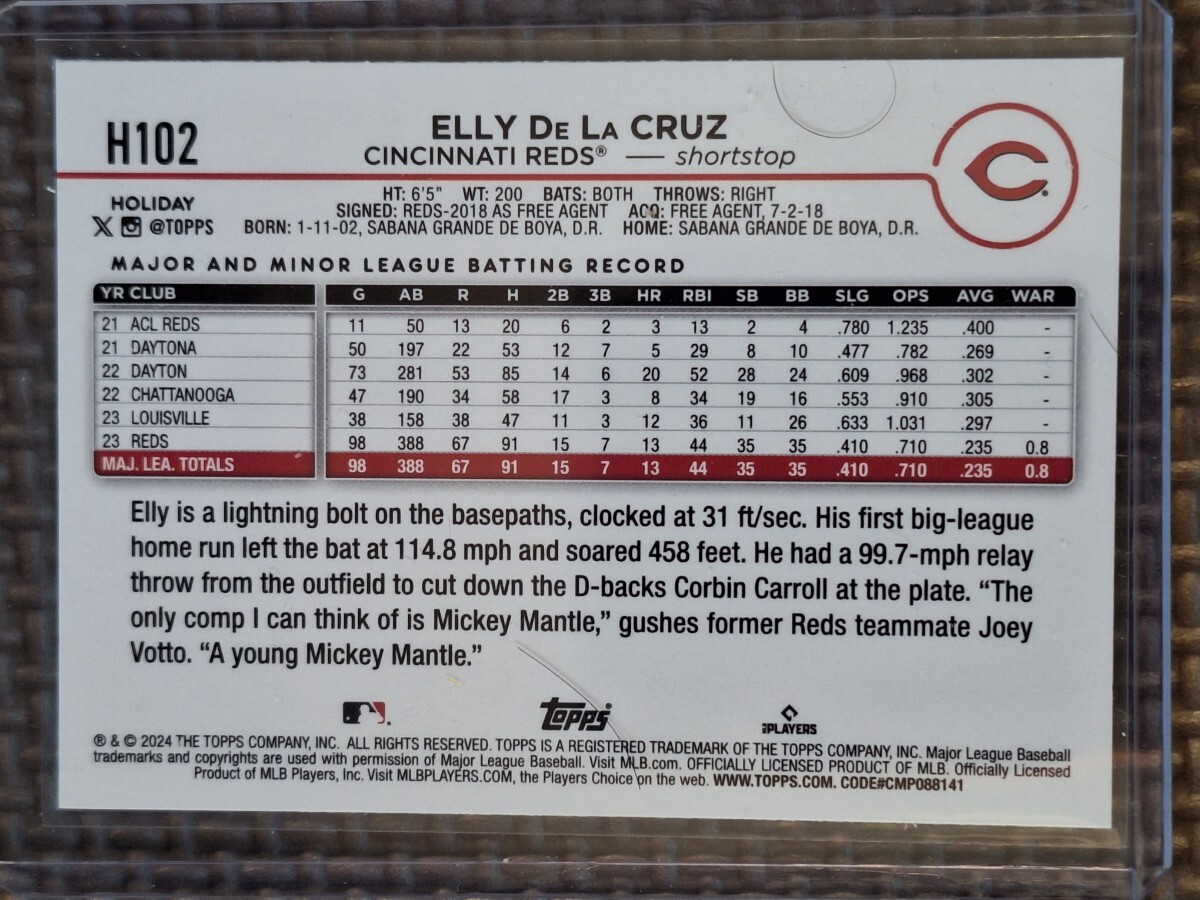 H102
ELLY DE LA CRUZ
CINCINNATI REDS® — shortstop
HOLIDAY
@TOPPS
HT: 6'5" WT: 200 BATS: BOTH THROWS: RIGHT
SIGNED: REDS-2018 AS FREE AGENT ACQ: FREE AGENT, 7-2-18
BORN: 1-11-02, SABANA GRANDE DE BOYA, D.R. HOME: SABANA GRANDE DE BOYA, D.R.
MAJOR AND MINOR LEAGUE BATTING RECORD
YR CLUB G AB R H 2B 3B HR RBI SB BB SLG OPS AVG WAR
21 ACL REDS 11 50 13 20 6 2 3 13 2 4 .780 1.235 .400 -
21 DAYTONA 50 197 22 53 12 7 5 29 8 10 .477 .782 .269 -
22 DAYTON 73 281 53 85 14 6 20 52 28 24 .609 .968 .302 -
22 CHATTANOOGA 47 190 34 58 17 3 8 34 19 16 .553 .910 .305 -
23 LOUISVILLE 38 158 38 47 11 3 12 36 11 26 .633 1.031 .297 -
23 REDS 98 388 67 91 15 7 13 44 35 35 .410 .710 .235 0.8
MAJ. LEA. TOTALS 98 388 67 91 15 7 13 44 35 35 .410 .710 .235 0.8
Elly is a lightning bolt on the basepaths, clocked at 31 ft/sec. His first big-league
home run left the bat at 114.8 mph and soared 458 feet. He had a 99.7-mph relay
throw from the outfield to cut down the D-backs Corbin Carroll at the plate. “The
only comp I can think of is Mickey Mantle,” gushes former Reds teammate Joey
Votto. “A young Mickey Mantle.”
Topps
MLB PLAYERS
® & © 2024 THE TOPPS COMPANY, INC. ALL RIGHTS RESERVED. TOPPS IS A REGISTERED TRADEMARK OF THE TOPPS COMPANY, INC. Major League Baseball
trademarks and copyrights are used with permission of Major League Baseball. Visit MLB.com. OFFICIALLY LICENSED PRODUCT OF MLB. Officially Licensed
Product of MLB Players, Inc. Visit MLBPLAYERS.COM, the Players Choice on the web. WWW.TOPPS.COM. CODE#CMP088141